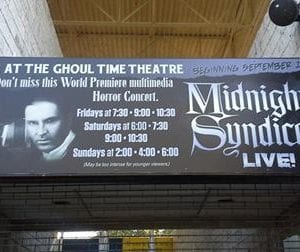 AT THE GHOUL TIME THEATRE
BEGINNING SEPTEMBER
Don't miss this World Premiere multimedia
Horror Concert.
Fridays at 7:30 • 9:00 • 10:30
Saturdays at 6:00 • 7:30
9:00 • 10:30
Sundays at 2:00 • 4:00 • 6:00
(May be too intense for younger viewers.)
Midnight
Syndica
LIVE!